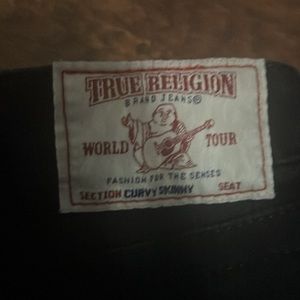 TRUE RELIGION
BRAND JEANS®
WORLD TOUR
FASHION FOR THE SENSES
SECTION CURVY SKINNY SEAT